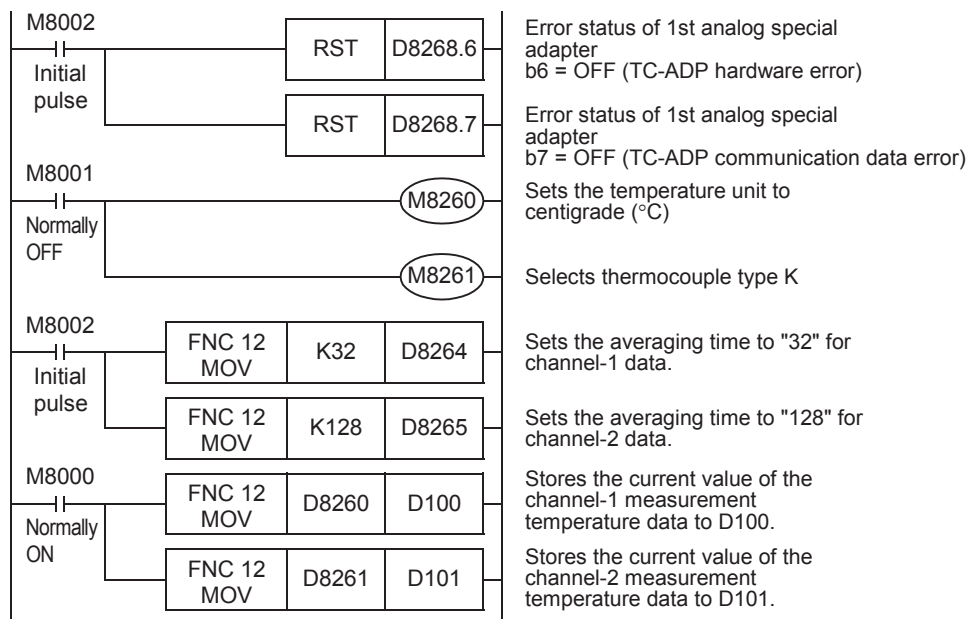 M8002
Initial
pulse
RST D8268.6
Error status of 1st analog special
adapter
b6 = OFF (TC-ADP hardware error)
RST D8268.7
Error status of 1st analog special
adapter
b7 = OFF (TC-ADP communication data error)
M8001
Normally
OFF
M8260
Sets the temperature unit to
centigrade (°C)
M8261
Selects thermocouple type K
M8002
Initial
pulse
FNC 12
MOV
K32 D8264
Sets the averaging time to "32" for
channel-1 data.
FNC 12
MOV
K128 D8265
Sets the averaging time to "128" for
channel-2 data.
M8000
Normally
ON
FNC 12
MOV
D8260 D100
Stores the current value of the
channel-1 measurement
temperature data to D100.
FNC 12
MOV
D8261 D101
Stores the current value of the
channel-2 measurement
temperature data to D101.